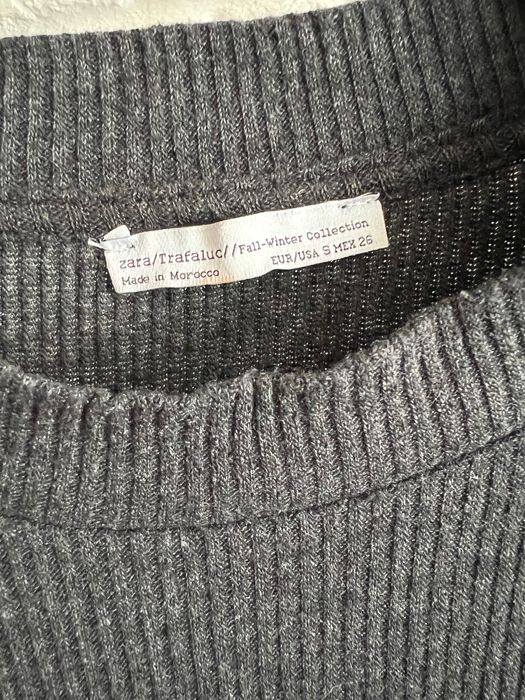 zara/Trafaluc//Fall-Winter Collection
Made in Morocco EUR/USA S MEX 26